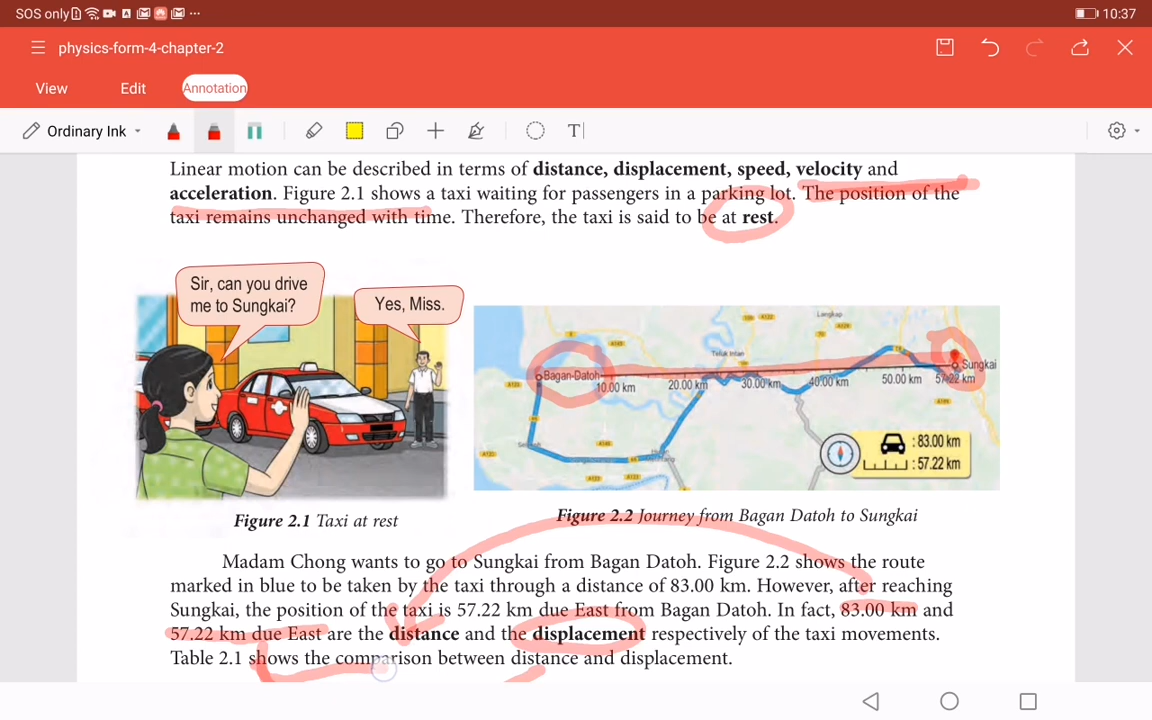 SOS only
10:37
physics-form-4-chapter-2
View
Edit
Annotation
Ordinary Ink
T
Linear motion can be described in terms of distance, displacement, speed, velocity and
acceleration. Figure 2.1 shows a taxi waiting for passengers in a parking lot. The position of the
taxi remains unchanged with time. Therefore, the taxi is said to be at rest.
Sir, can you drive
me to Sungkai?
Yes, Miss.
Langkap
Teluk Intan
Sungkai
Bagan-Datoh
10.00 km
20.00 km
30.00 km
40.00 km
50.00 km
57.22 km
: 83.00 km
: 57.22 km
Figure 2.1 Taxi at rest
Figure 2.2 Journey from Bagan Datoh to Sungkai
Madam Chong wants to go to Sungkai from Bagan Datoh. Figure 2.2 shows the route
marked in blue to be taken by the taxi through a distance of 83.00 km. However, after reaching
Sungkai, the position of the taxi is 57.22 km due East from Bagan Datoh. In fact, 83.00 km and
57.22 km due East are the distance and the displacement respectively of the taxi movements.
Table 2.1 shows the comparison between distance and displacement.